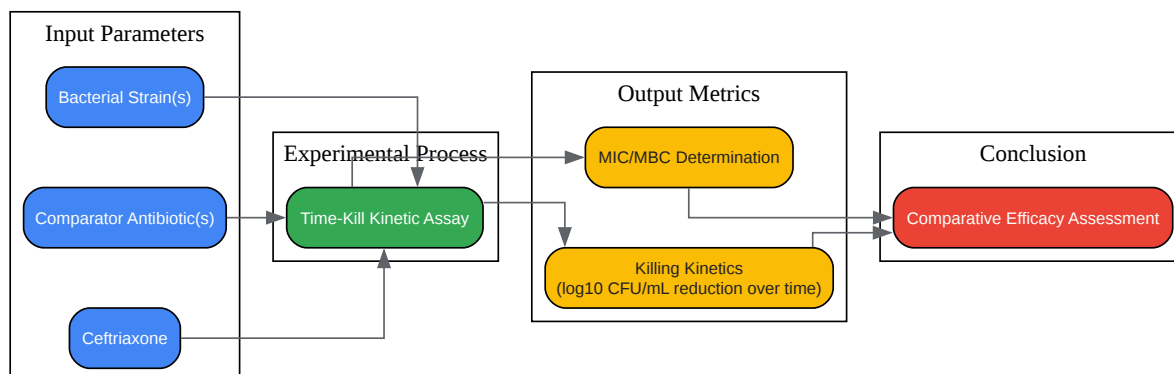 Input Parameters
Bacterial Strain(s)
Comparator Antibiotic(s)
Ceftriaxone
Experimental Process
Time-Kill Kinetic Assay
Output Metrics
MIC/MBC Determination
Killing Kinetics
(log10 CFU/mL reduction over time)
Conclusion
Comparative Efficacy Assessment